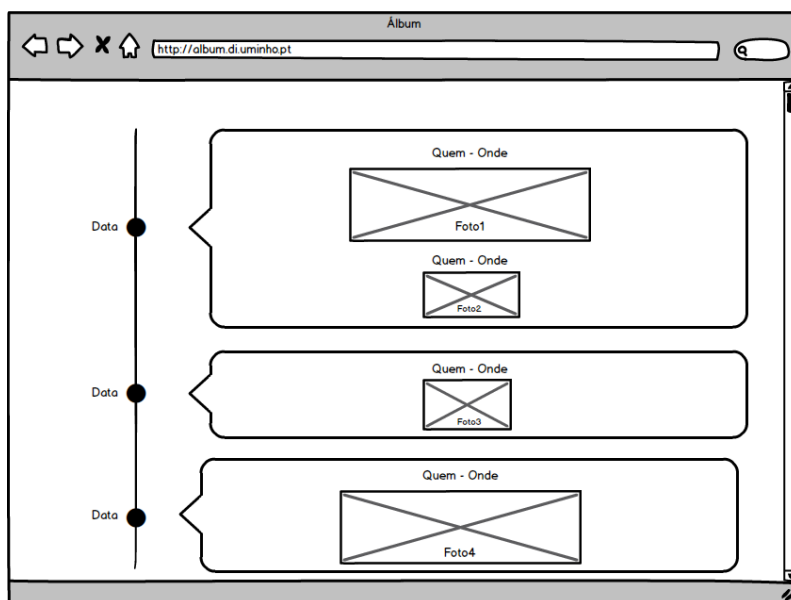 Álbum
http://album.di.uminho.pt
Quem - Onde
Data
Foto1
Quem - Onde
Foto2
Quem - Onde
Data
Foto3
Quem - Onde
Data
Foto4